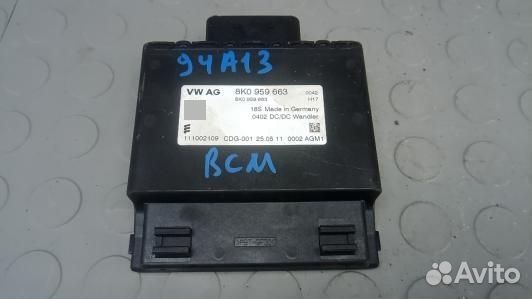 94A13
VW AG 8K0 959 663 0042
8K0 959 663 H17
18S Made in Germany
0402 DC/DC Wandler
111002109 CDG-001 25.05 11 0002 AGM1
BCM
Avito